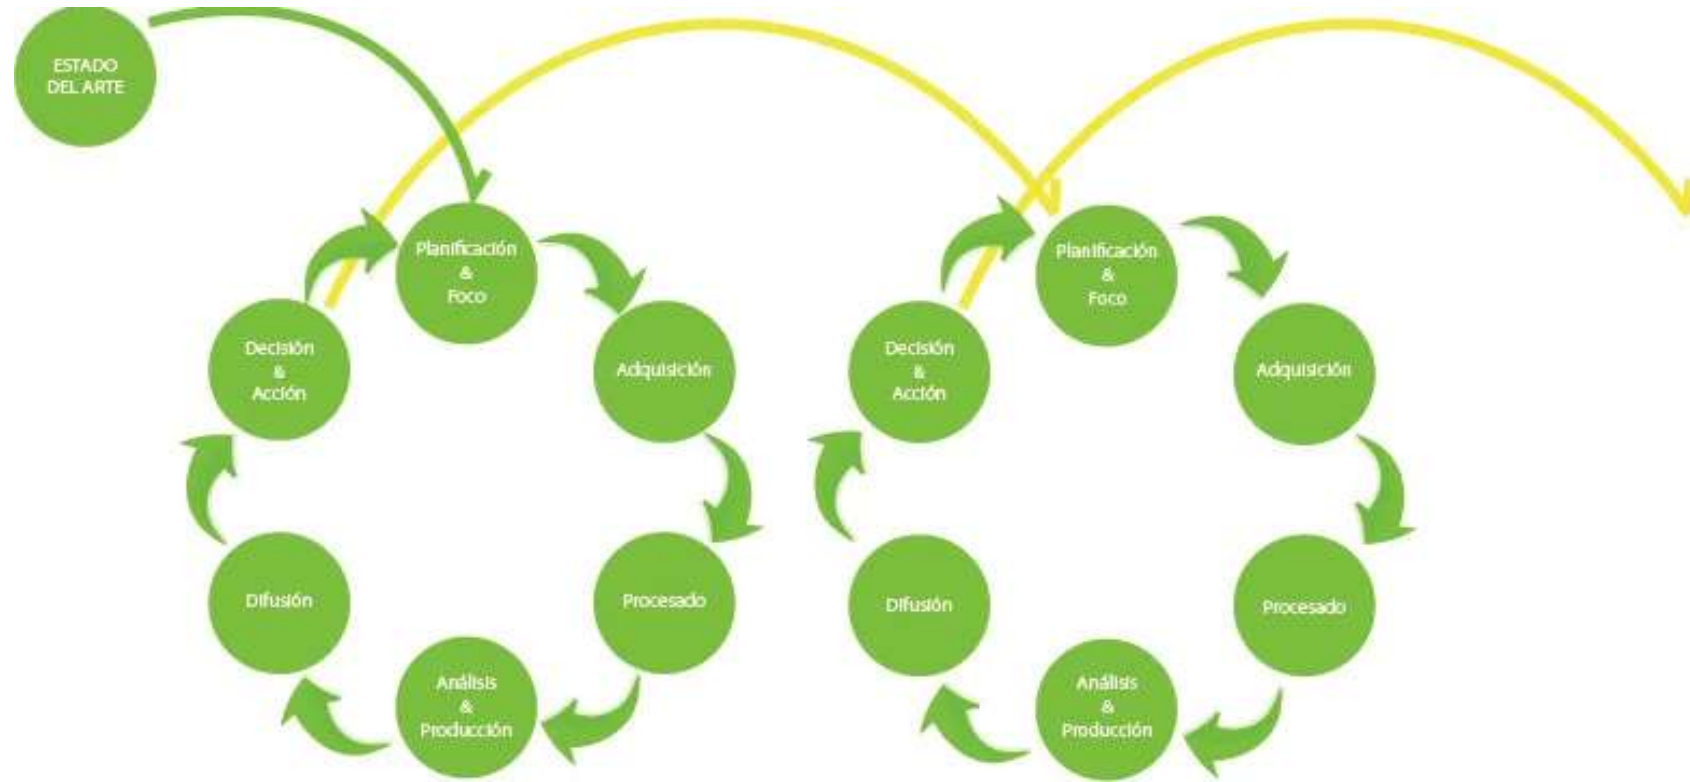 ESTADO
DEL ARTE
Planificación
&
Foco
Adquisición
Procesado
Análisis
&
Producción
Difusión
Decisión
&
Acción
Planificación
&
Foco
Adquisición
Procesado
Análisis
&
Producción
Difusión
Decisión
&
Acción